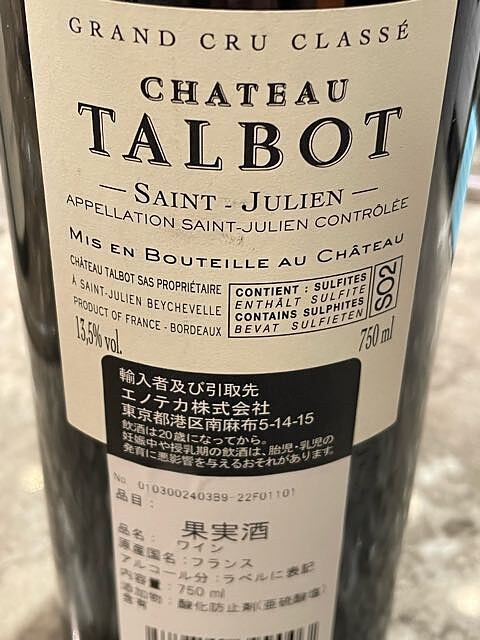 GRAND CRU CLASSÉ
CHATEAU
TALBOT
— SAINT - JULIEN —
APPELLATION SAINT-JULIEN CONTRÔLÉE
MIS EN BOUTEILLE AU CHÂTEAU
CHÂTEAU TALBOT SAS PROPRIÉTAIRE
À SAINT-JULIEN BEYCHEVELLE
PRODUCT OF FRANCE - BORDEAUX
CONTIENT : SULFITES
ENTHÄLT SULFITE
CONTAINS SULPHITES
BEVAT SULFIETEN
SO2
13,5% vol.
750 ml
輸入者及び引取先
エノテカ株式会社
東京都港区南麻布5-14-15
飲酒は20歳になってから。
妊娠中や授乳期の飲酒は、胎児・乳児の
発育に悪影響を与えるおそれがあります。
No 0103002403B9-22F01101
品目：
品名： 果実酒
ワイン
原産国名：フランス
アルコール分：ラベルに表記
内容量：750 ml
添加物：酸化防止剤(亜硫酸塩)
含有